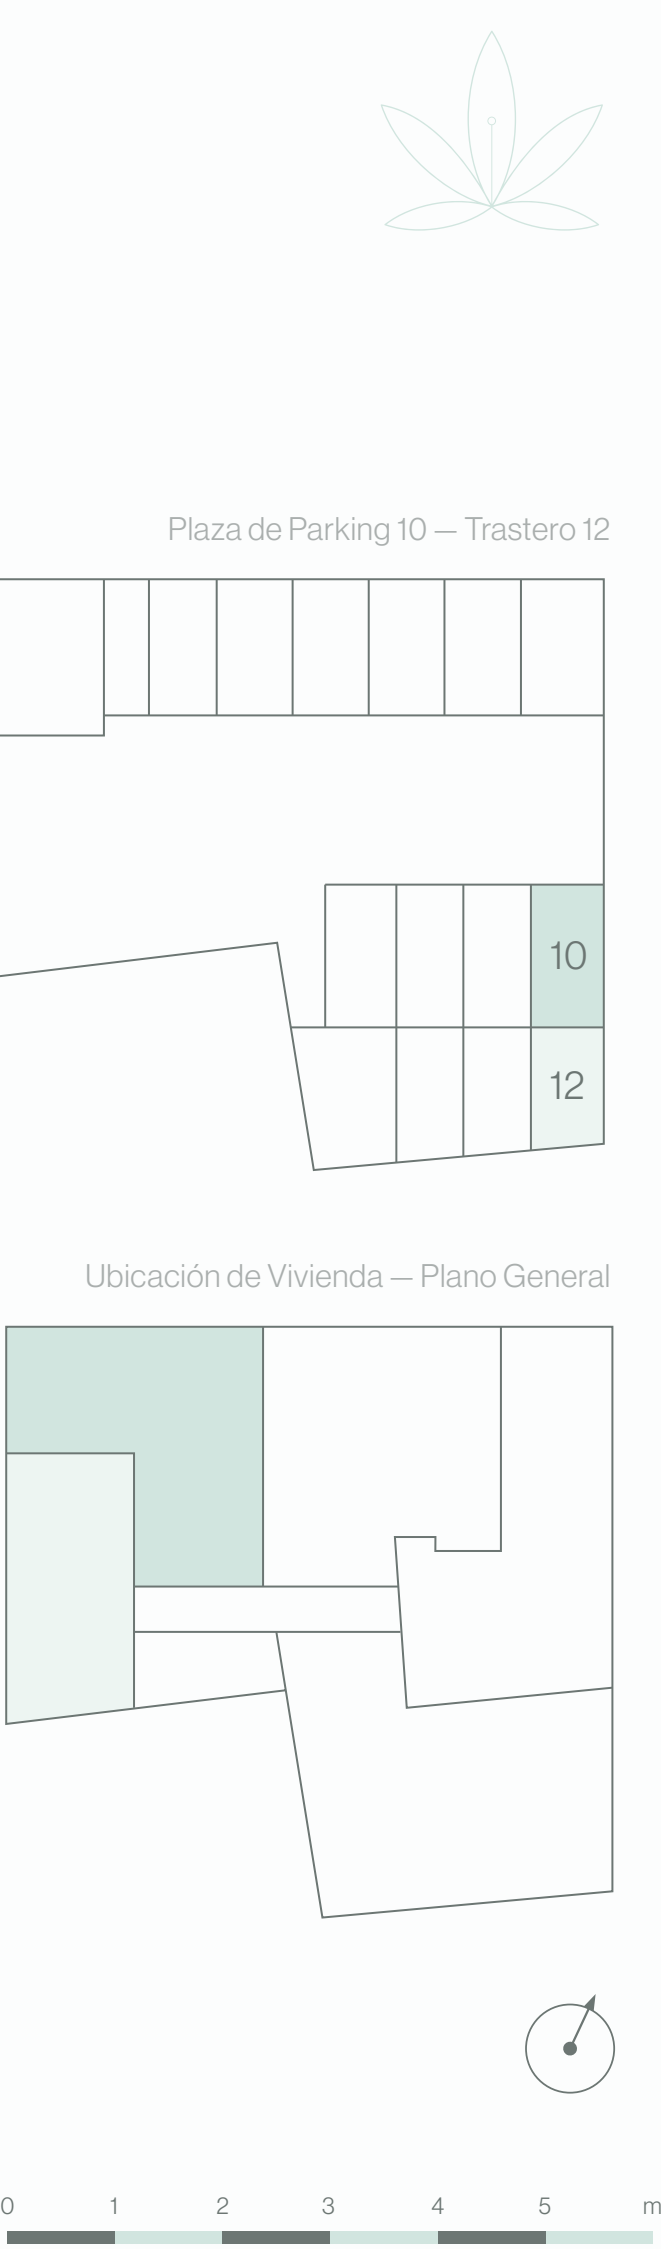 Plaza de Parking 10 — Trastero 12
10
12
Ubicación de Vivienda — Plano General
0 1 2 3 4 5 m